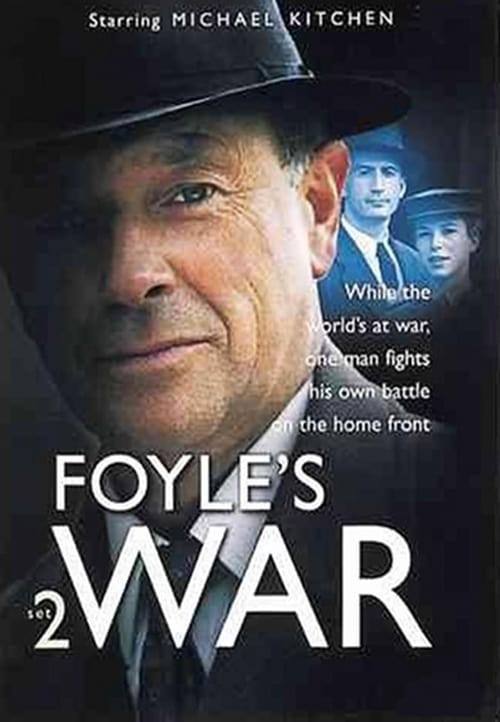 Starring MICHAEL KITCHEN
While the
world's at war,
one man fights
his own battle
on the home front
FOYLE'S
set 2 WAR